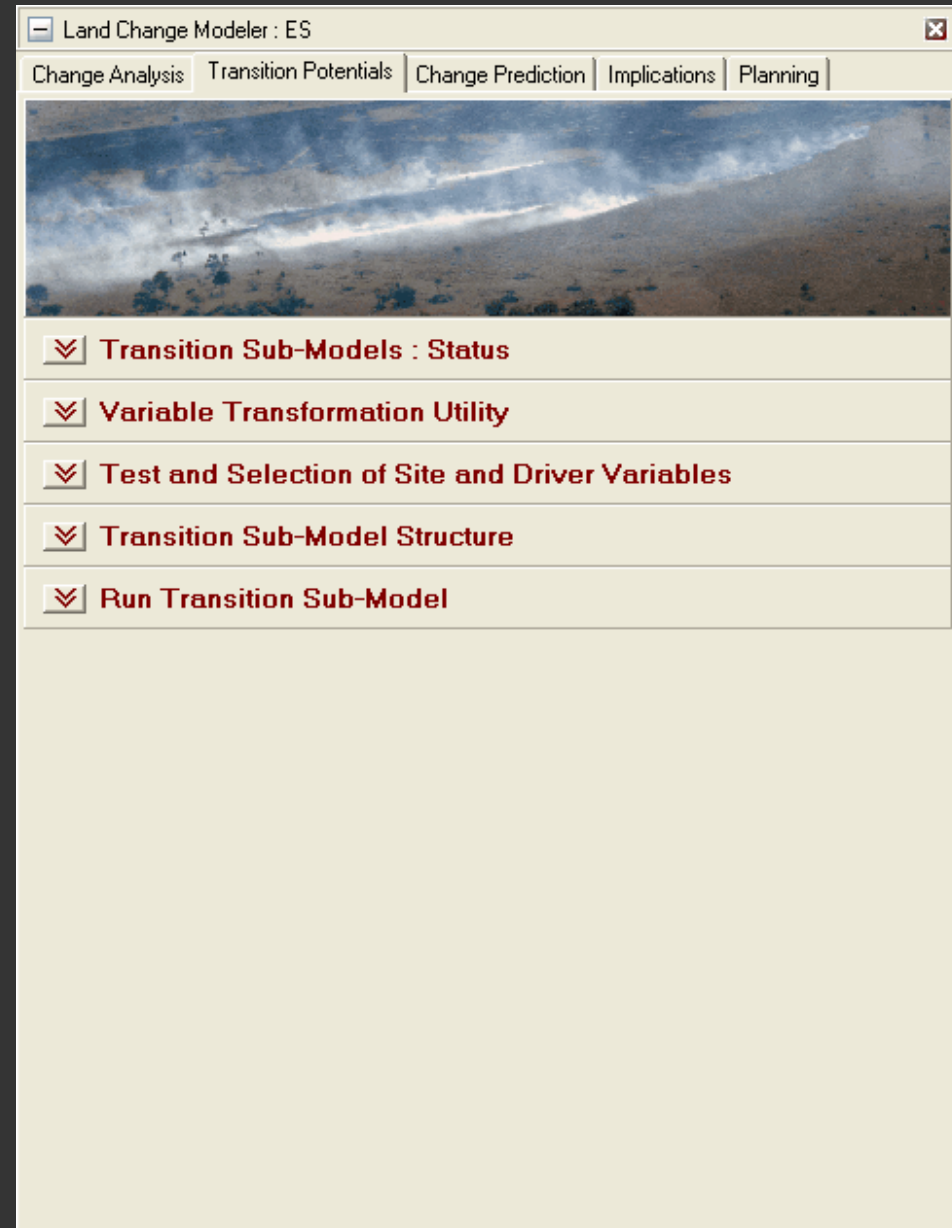 Land Change Modeler : ES
Change Analysis Transition Potentials Change Prediction Implications Planning
Transition Sub-Models : Status
Variable Transformation Utility
Test and Selection of Site and Driver Variables
Transition Sub-Model Structure
Run Transition Sub-Model